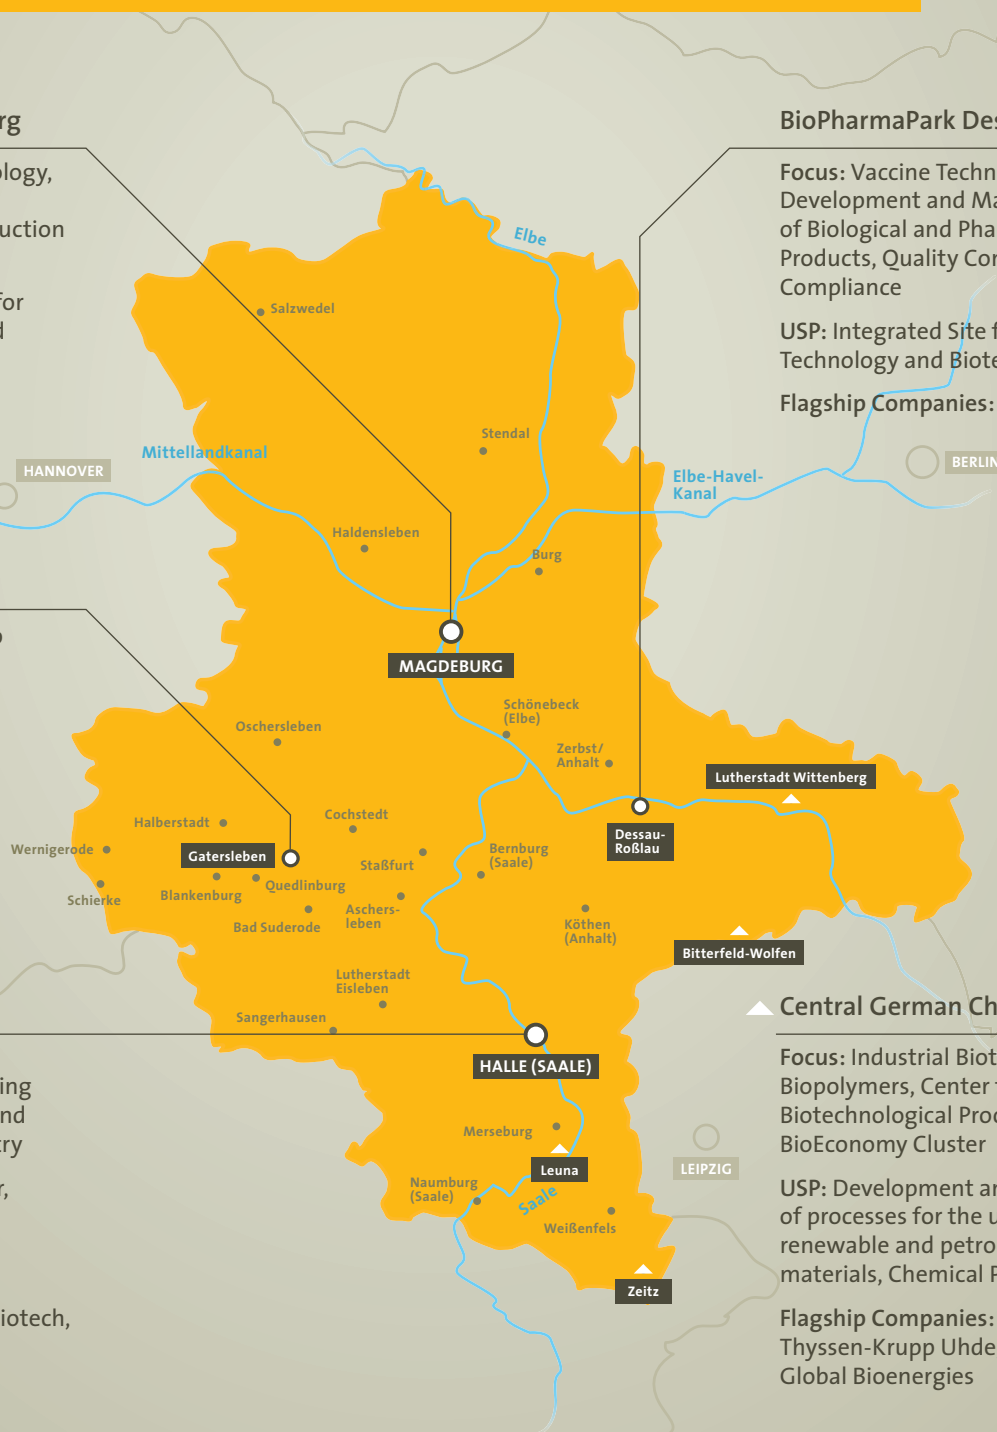 rg
ology,
uction
for
d
BioPharmaPark Des
Focus: Vaccine Techn
Development and Ma
of Biological and Pha
Products, Quality Con
Compliance
USP: Integrated Site f
Technology and Biote
Flagship Companies:
Elbe
Salzwedel
Stendal
Mittellandkanal
HANNOVER
BERLIN
Elbe-Havel-
Kanal
Haldensleben
Burg
MAGDEBURG
Schönebeck
(Elbe)
Oschersleben
Zerbst/
Anhalt
Lutherstadt Wittenberg
Cochstedt
Halberstadt
Dessau-
Roßlau
Wernigerode
Gatersleben
Staßfurt
Bernburg
(Saale)
Quedlinburg
Blankenburg
Schierke
Aschers-
leben
Bad Suderode
Köthen
(Anhalt)
Bitterfeld-Wolfen
Lutherstadt
Eisleben
Sangerhausen
HALLE (SAALE)
Merseburg
Leuna
LEIPZIG
Naumburg
(Saale)
Saale
Weißenfels
Zeitz
ing
nd
try
r,
iotech,
Central German Ch
Focus: Industrial Biot
Biopolymers, Center f
Biotechnological Proc
BioEconomy Cluster
USP: Development an
of processes for the u
renewable and petro
materials, Chemical P
Flagship Companies:
Thyssen-Krupp Uhde
Global Bioenergies